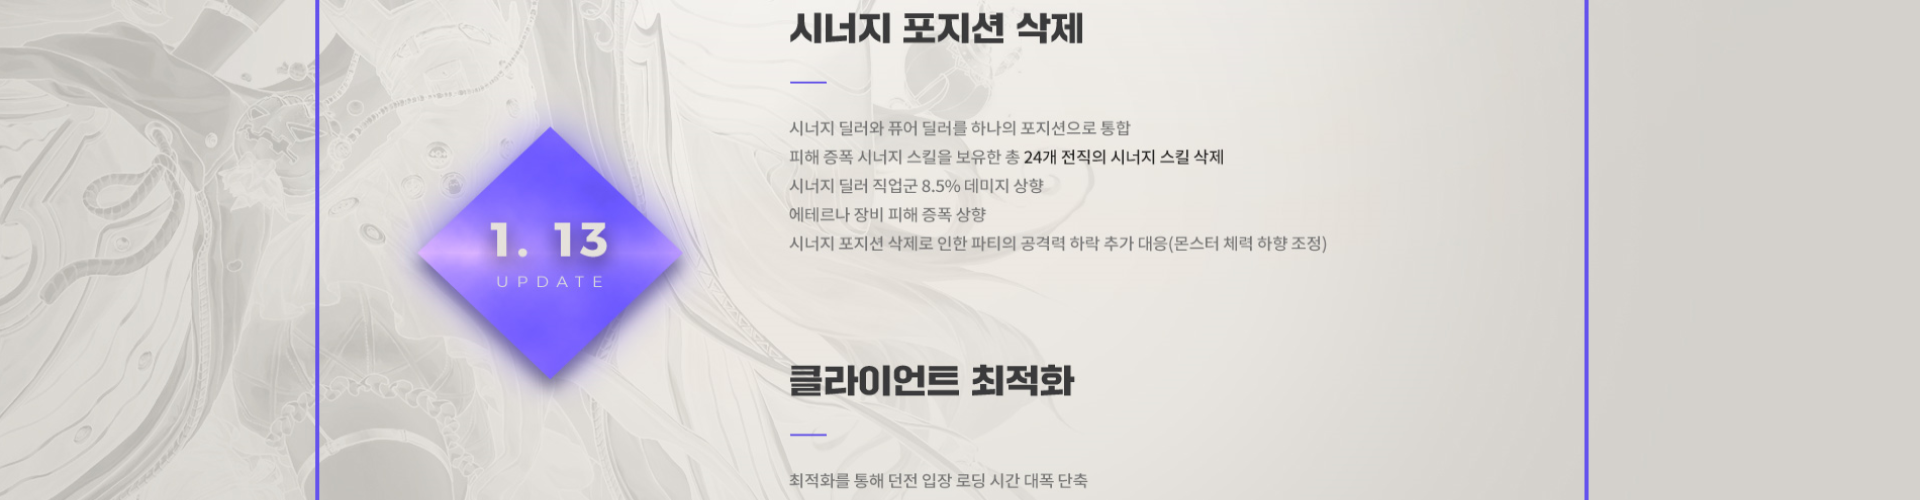 시너지 포지션 삭제
시너지 딜러와 퓨어 딜러를 하나의 포지션으로 통합
피해 증폭 시너지 스킬을 보유한 총 24개 전직의 시너지 스킬 삭제
시너지 딜러 직업군 8.5% 데미지 상향
에테르나 장비 피해 증폭 상향
시너지 포지션 삭제로 인한 파티의 공격력 하락 추가 대응(몬스터 체력 하향 조정)
1. 13
UPDATE
클라이언트 최적화
최적화를 통해 던전 입장 로딩 시간 대폭 단축